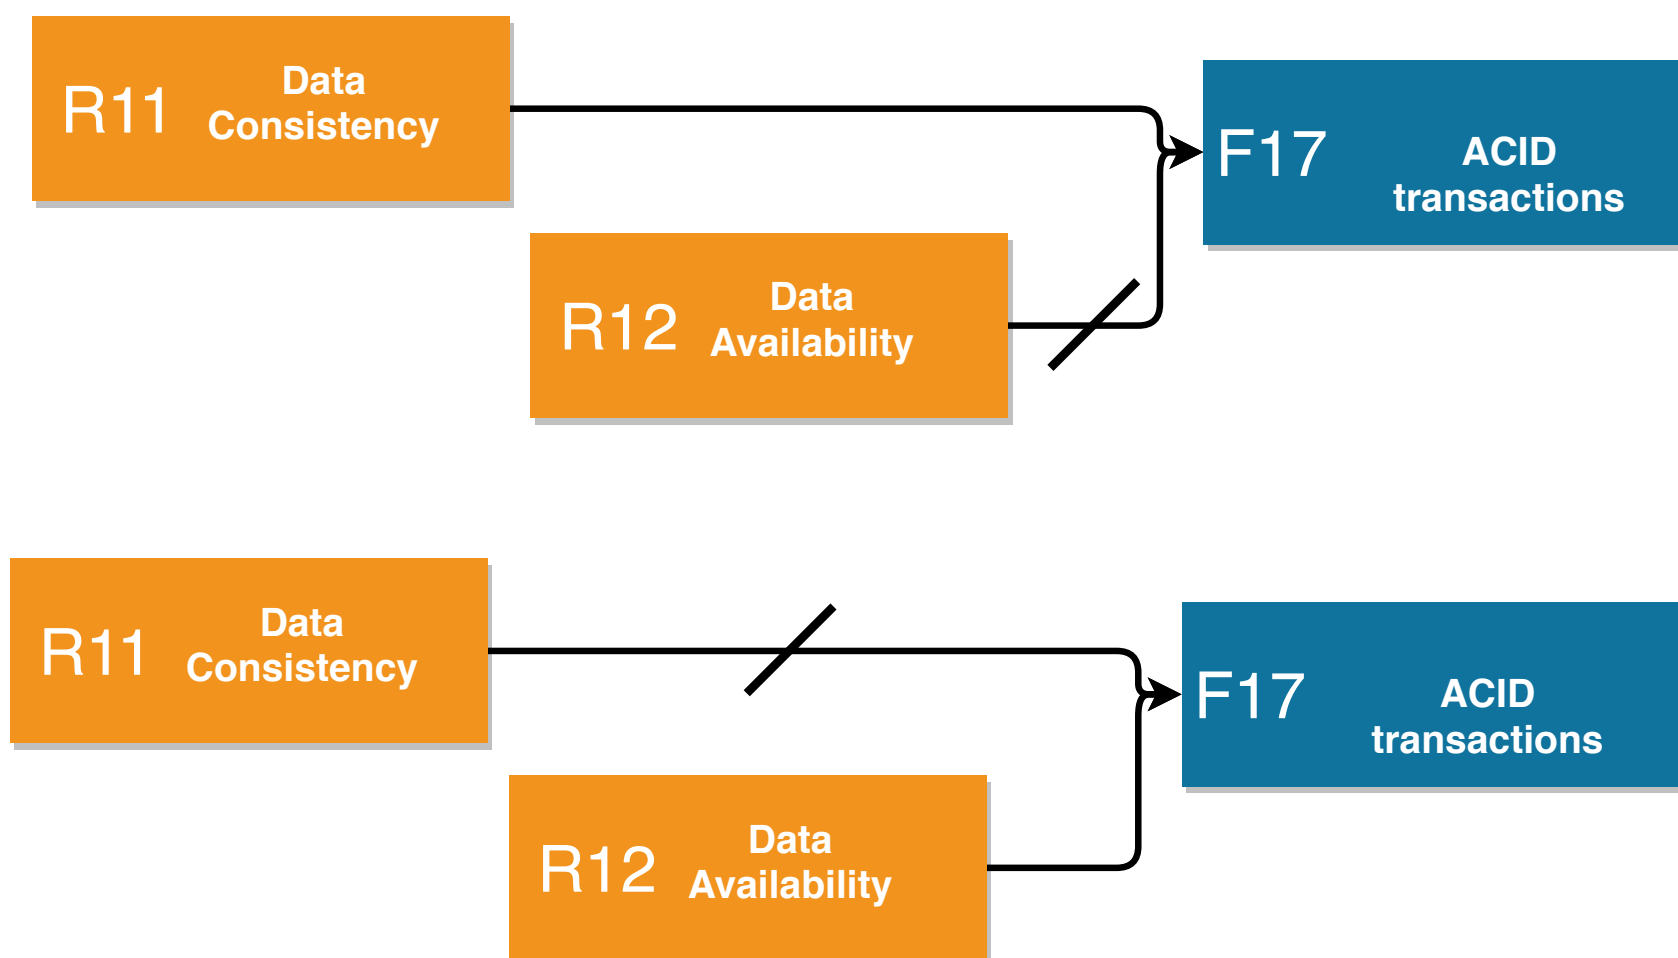 R11
Data
Consistency
F17
ACID
transactions
R12
Data
Availability
R11
Data
Consistency
F17
ACID
transactions
R12
Data
Availability